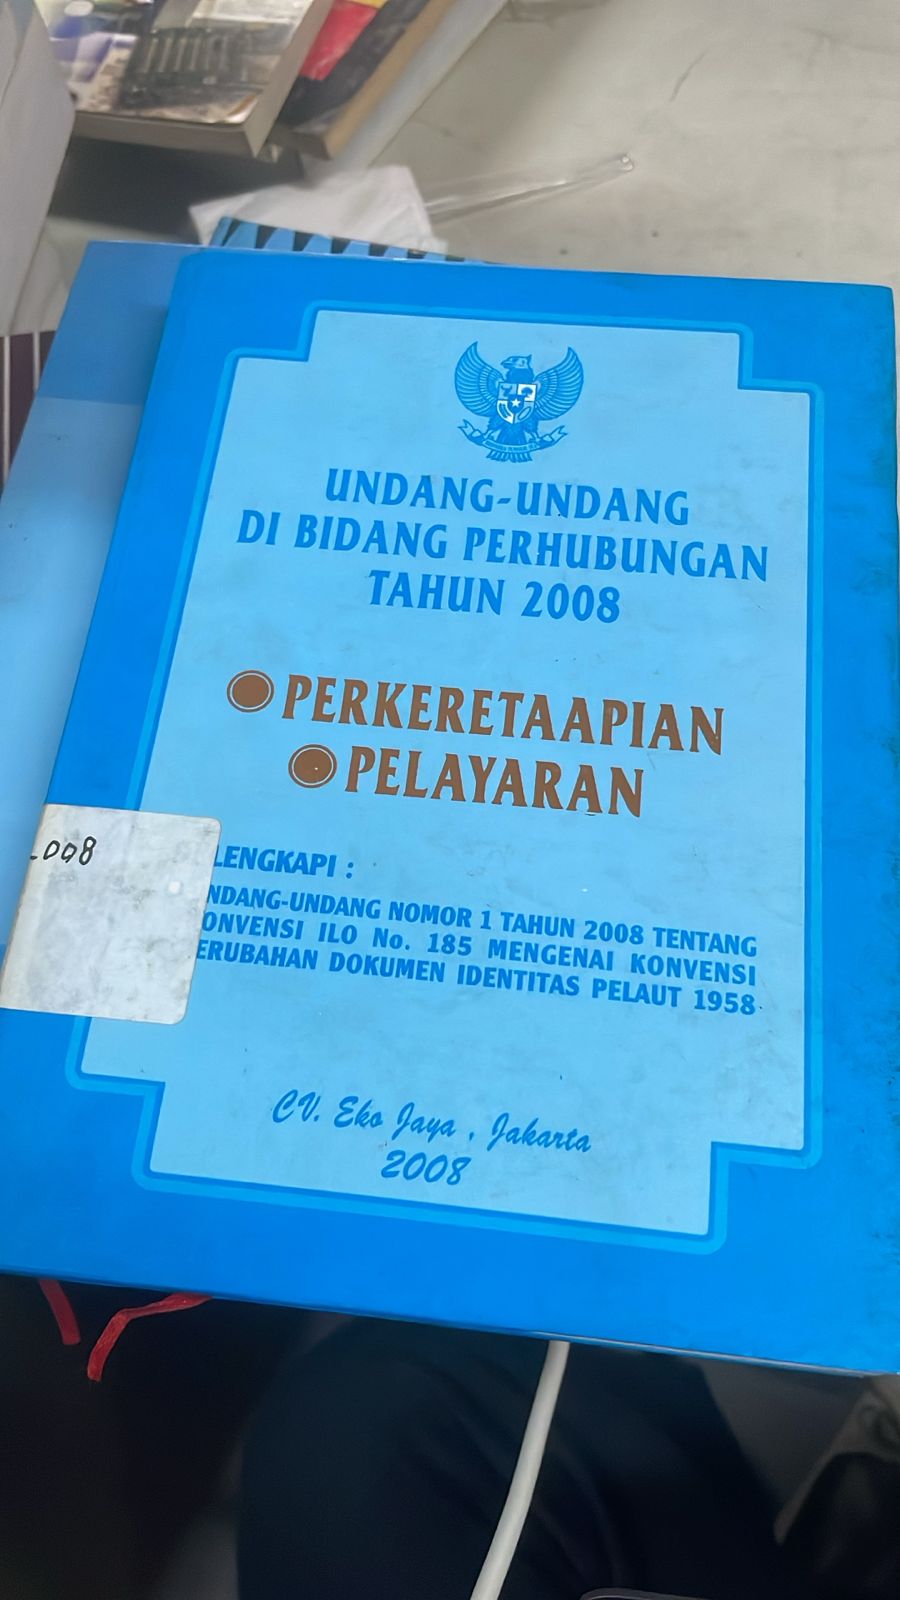 UNDANG-UNDANG
DI BIDANG PERHUBUNGAN
TAHUN 2008
PERKERETAAPIAN
PELAYARAN
LENGKAPI :
NDANG-UNDANG NOMOR 1 TAHUN 2008 TENTANG
ONVENSI ILO No. 185 MENGENAI KONVENSI
ERUBAHAN DOKUMEN IDENTITAS PELAUT 1958
008
CV. Eko Jaya , Jakarta
2008